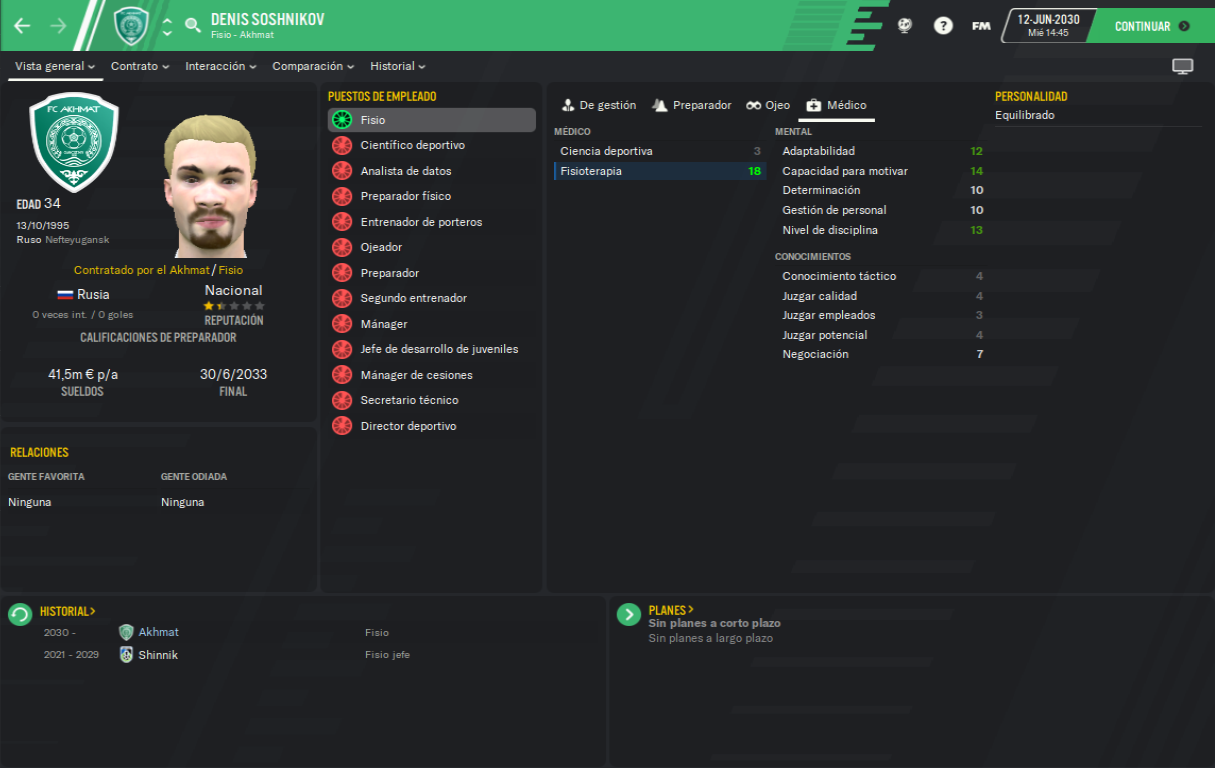 DENIS SOSHNIKOV
Fisio - Akhmat
FM
12-JUN-2030
Mié 14:45
CONTINUAR
Vista general
Contrato
Interacción
Comparación
Historial
FC AKHMAT
EDAD 34
13/10/1995
Ruso Nefteyugansk
Contratado por el Akhmat / Fisio
Rusia
0 veces int. / 0 goles
Nacional
REPUTACIÓN
CALIFICACIONES DE PREPARADOR
41,5m € p/a
SUELDOS
30/6/2033
FINAL
RELACIONES
GENTE FAVORITA
GENTE ODIADA
Ninguna
Ninguna
PUESTOS DE EMPLEADO
Fisio
Científico deportivo
Analista de datos
Preparador físico
Entrenador de porteros
Ojeador
Preparador
Segundo entrenador
Mánager
Jefe de desarrollo de juveniles
Mánager de cesiones
Secretario técnico
Director deportivo
De gestión
Preparador
Ojeo
Médico
MÉDICO
Ciencia deportiva 3
Fisioterapia 18
MENTAL
Adaptabilidad 12
Capacidad para motivar 14
Determinación 10
Gestión de personal 10
Nivel de disciplina 13
CONOCIMIENTOS
Conocimiento táctico 4
Juzgar calidad 4
Juzgar empleados 3
Juzgar potencial 4
Negociación 7
PERSONALIDAD
Equilibrado
HISTORIAL >
2030 - Akhmat Fisio
2021 - 2029 Shinnik Fisio jefe
PLANES >
Sin planes a corto plazo
Sin planes a largo plazo